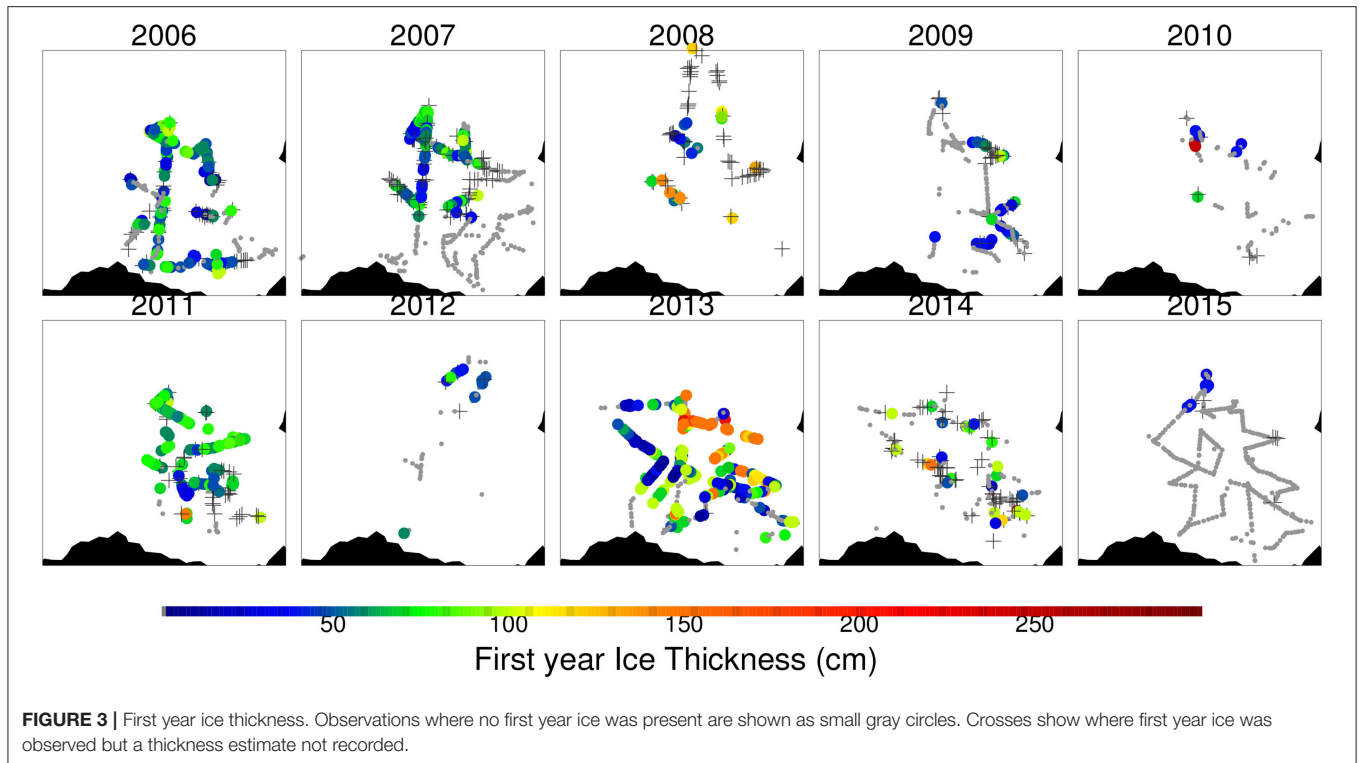 2006 2007 2008 2009 2010
2011 2012 2013 2014 2015
50 100 150 200 250
First year Ice Thickness (cm)
FIGURE 3 | First year ice thickness. Observations where no first year ice was present are shown as small gray circles. Crosses show where first year ice was
observed but a thickness estimate not recorded.